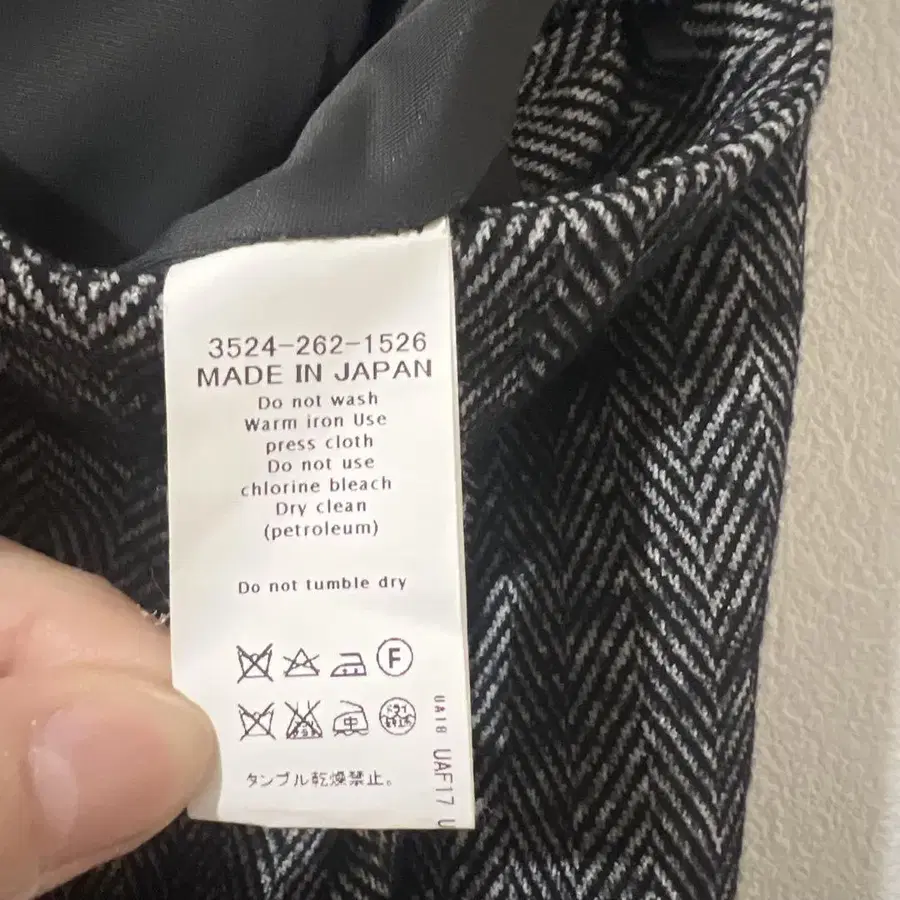 3524-262-1526
MADE IN JAPAN
Do not wash
Warm iron Use
press cloth
Do not use
chlorine bleach
Dry clean
(petroleum)
Do not tumble dry
F
中
タンブル乾燥禁止。
UA18 UAF17 U